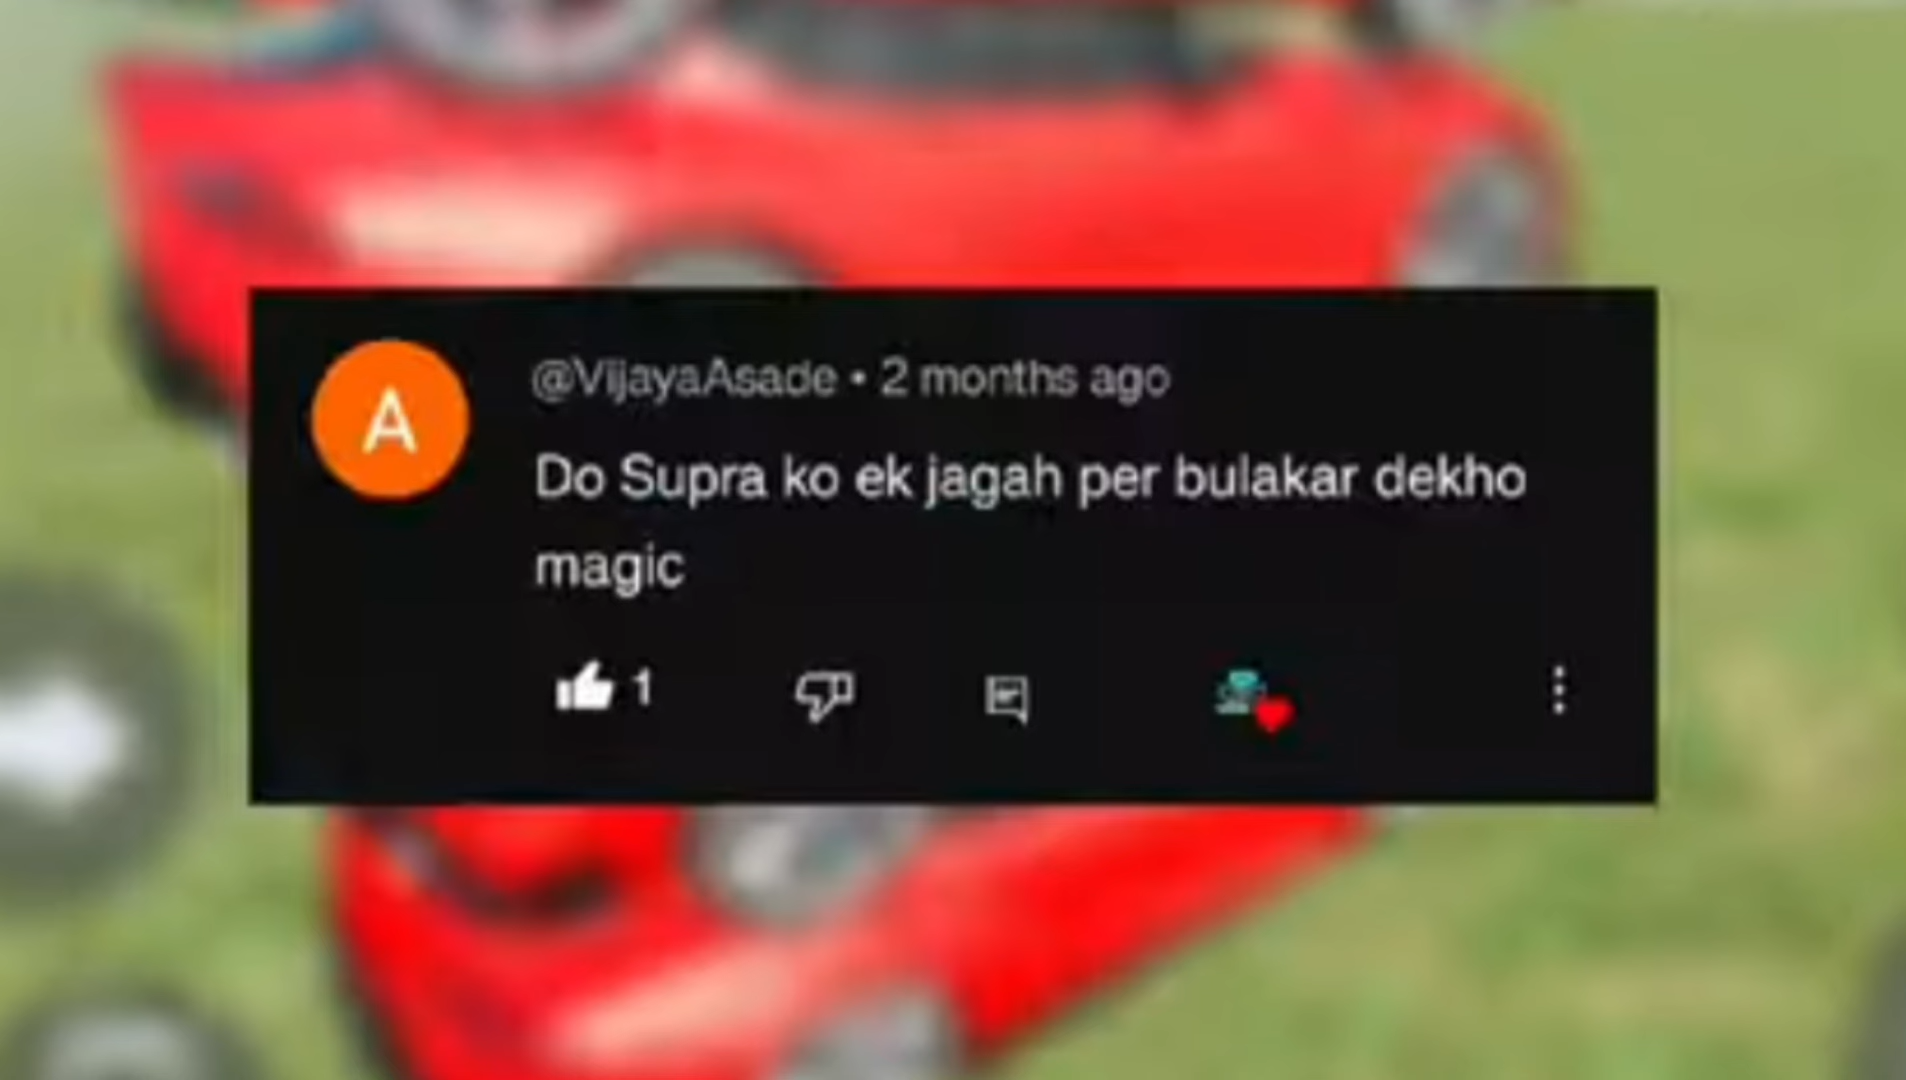 A
@VijayaAsade • 2 months ago
Do Supra ko ek jagah per bulakar dekho
magic
1